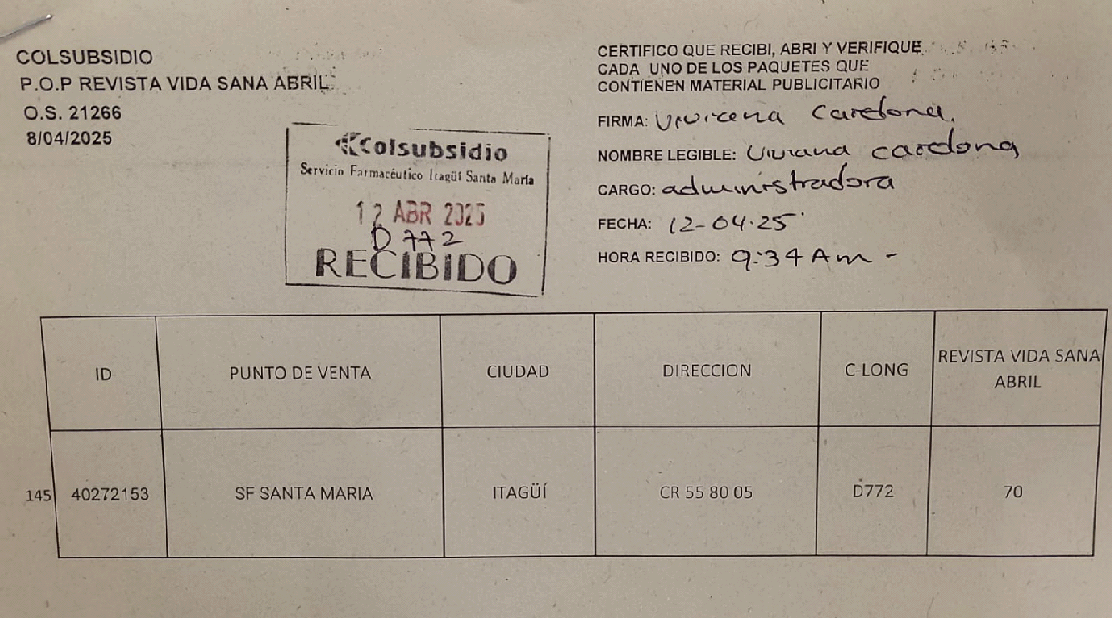 COLSUBSIDIO
P.O.P REVISTA VIDA SANA ABRIL
O.S. 21266
8/04/2025
Colsubsidio
Servicio Farmacéutico Itagüí Santa María
12 ABR 2025
D 772
RECIBIDO
CERTIFICO QUE RECIBI, ABRI Y VERIFIQUE
CADA UNO DE LOS PAQUETES QUE
CONTIENEN MATERIAL PUBLICITARIO
FIRMA: Viviana Cardona.
NOMBRE LEGIBLE: Viviana cardona
CARGO: administradora
FECHA: 12-04-25
HORA RECIBIDO: 9:34 Am -
ID PUNTO DE VENTA CIUDAD DIRECCION C LONG REVISTA VIDA SANA
ABRIL
145 40272153 SF SANTA MARIA ITAGÜÍ CR 55 80 05 D772 70